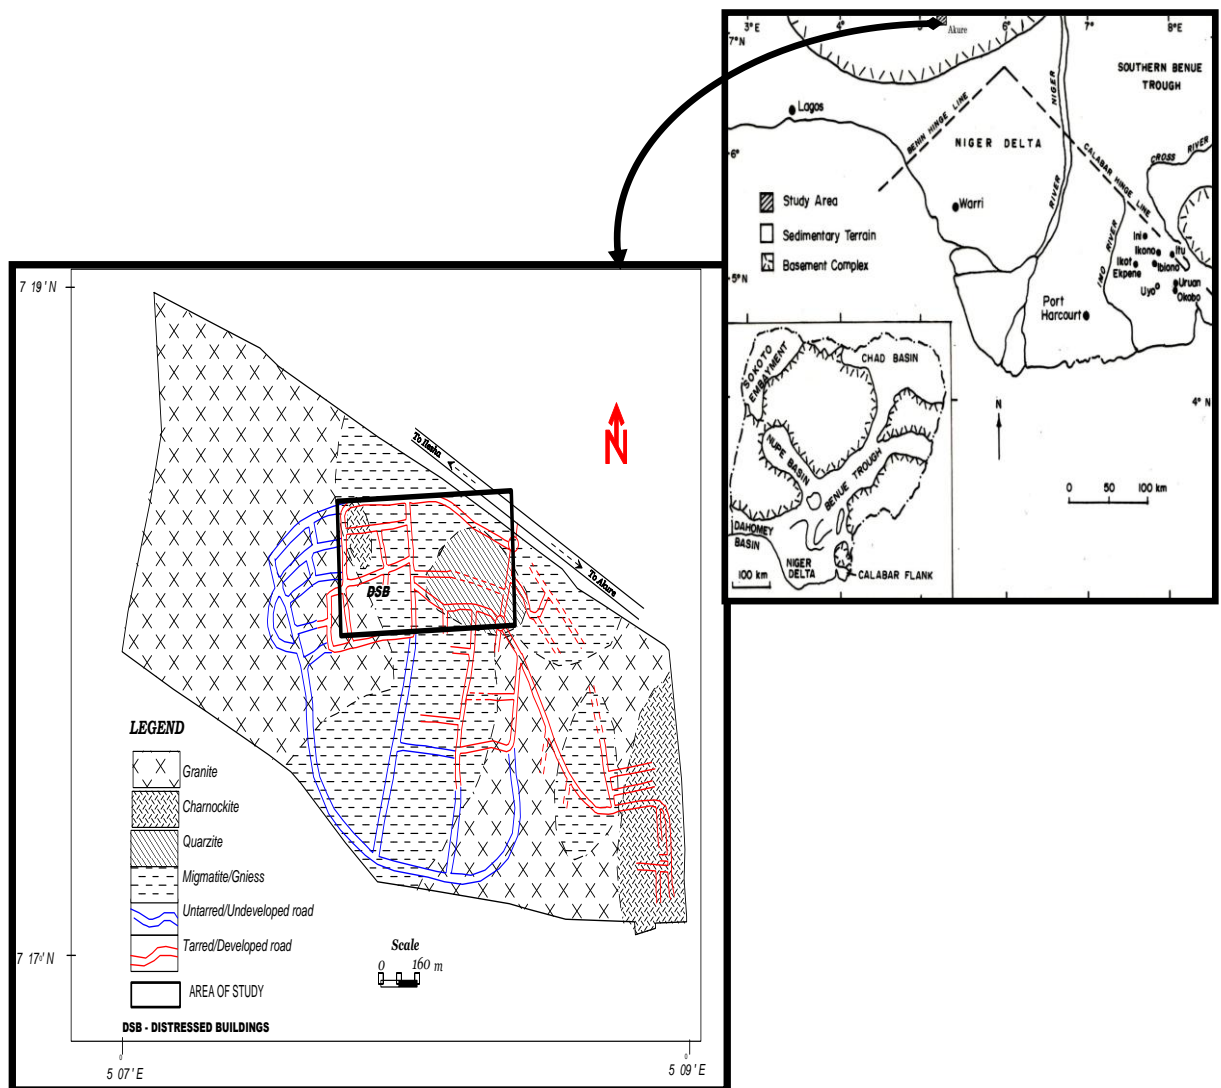 3°E
4°
5°
6°
7°
8°E
7°N
Akure
SOUTHERN BENUE
TROUGH
Lagos
BENIN HINGE LINE
NIGER
NIGER DELTA
CALABAR HINGE LINE
CROSS
RIVER
6°
Study Area
Warri
RIVER
Sedimentary Terrain
Basement Complex
IMO RIVER
Ini
Ikono
Itu
Ikot
Ekpene
Ibiono
Uruan
Uyo
Okobo
5°N
Port
Harcourt
4° N
N
0 50 100 km
SOKOTO
EMBAYMENT
CHAD BASIN
NUPE BASIN
BENUE TROUGH
DAHOMEY
BASIN
NIGER
DELTA
CALABAR FLANK
100 km
7 19' N
N
To Ilesha
To Akure
DSB
LEGEND
Granite
Charnockite
Quarzite
Migmatite/Gniess
Untarred/Undeveloped road
Tarred/Developed road
AREA OF STUDY
DSB - DISTRESSED BUILDINGS
Scale
0 160 m
7 17⁰' N
0
5 07' E
0
5 09' E